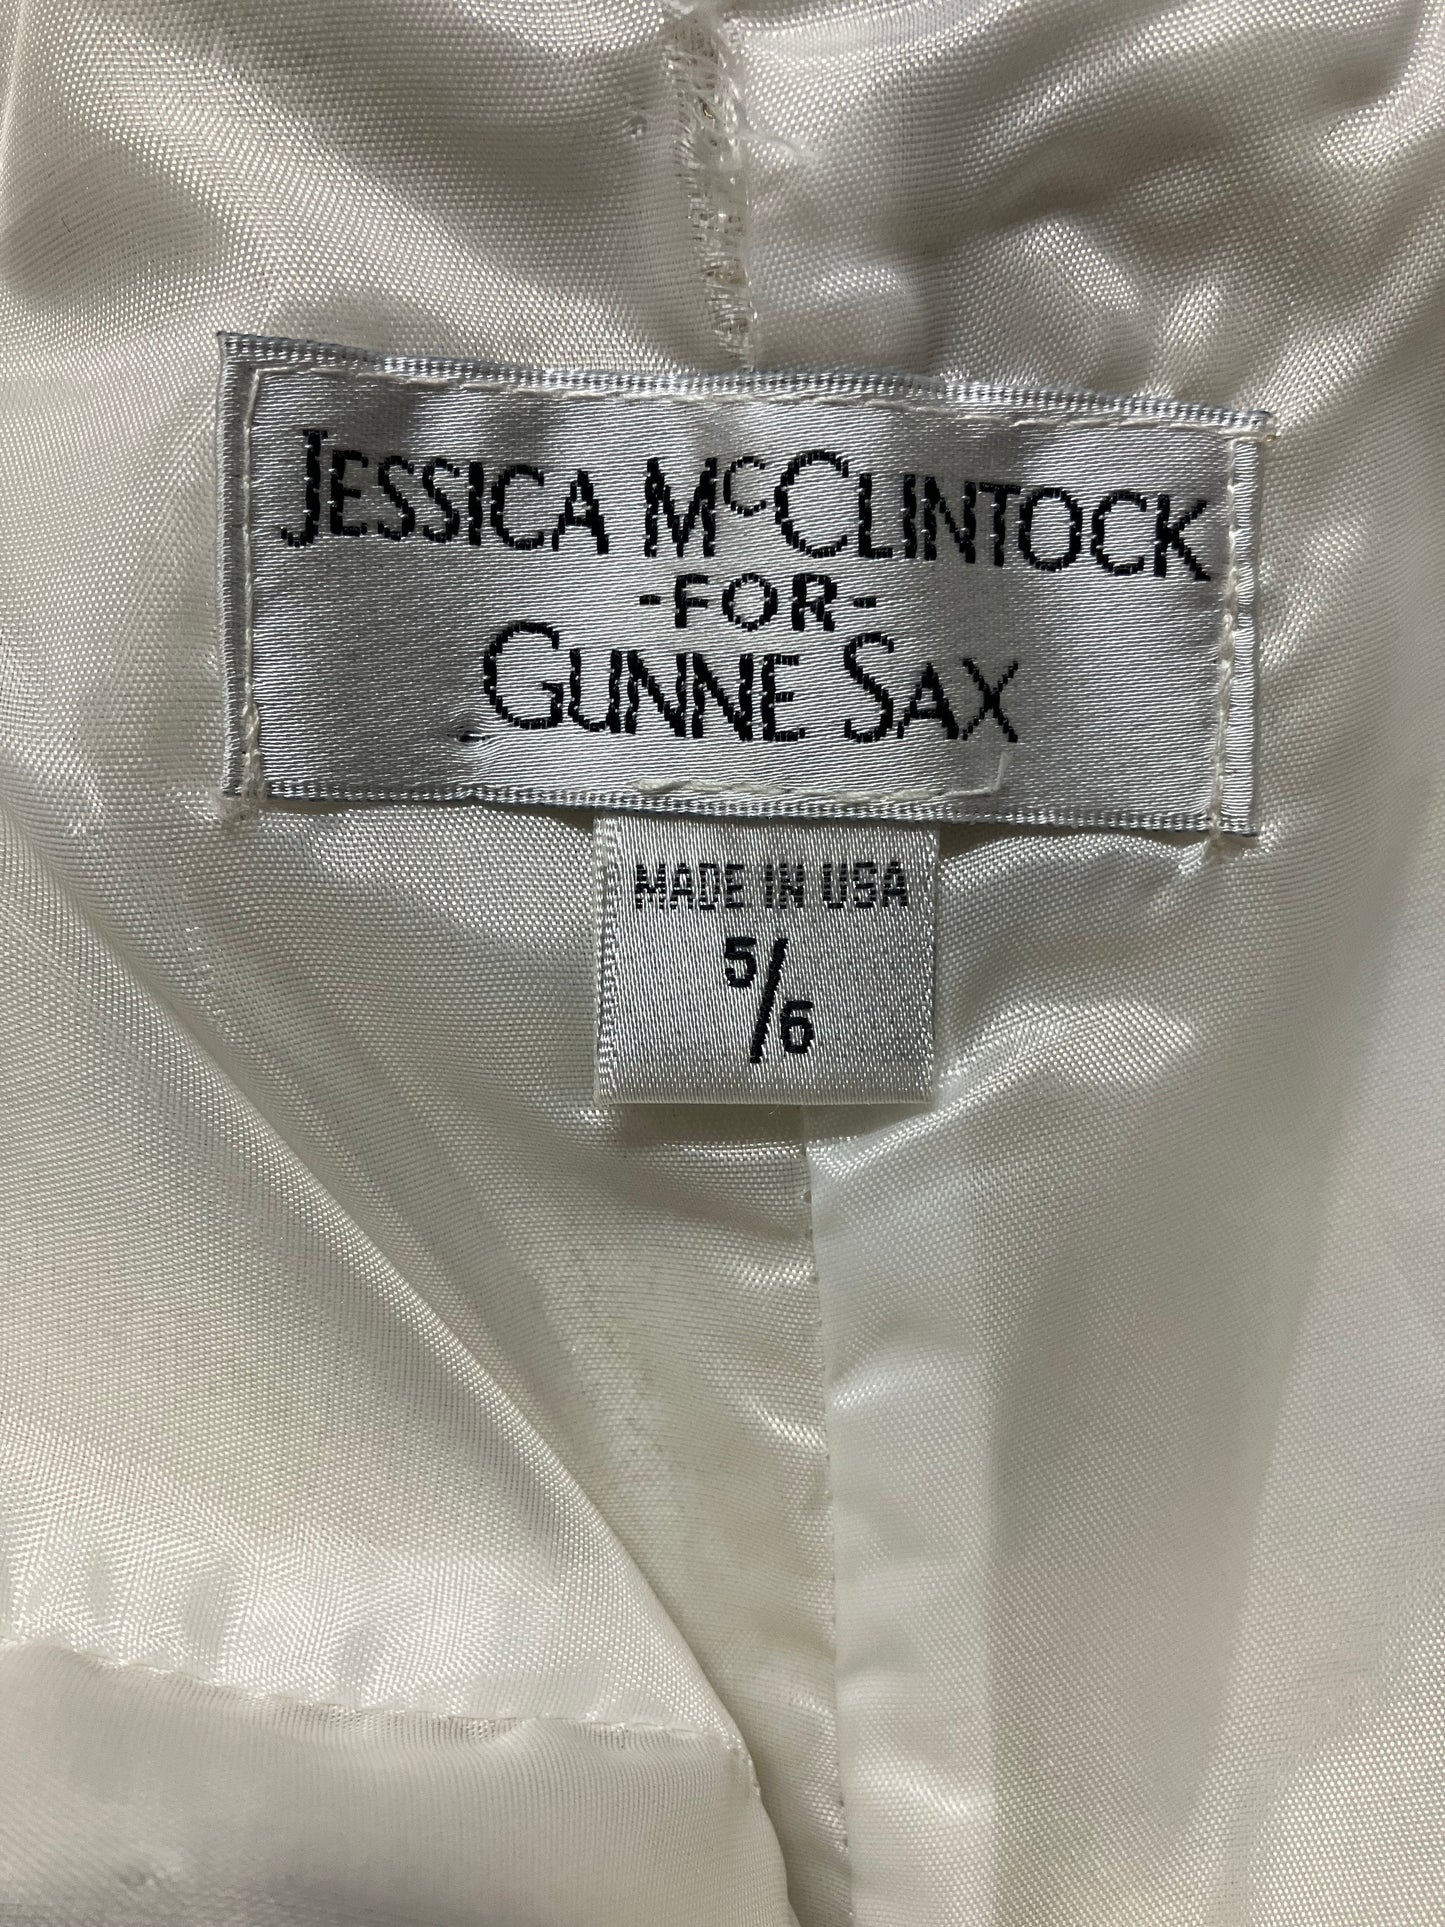 JESSICA McCLINTOCK
-FOR-
GUNNE SAX
MADE IN USA
5/6